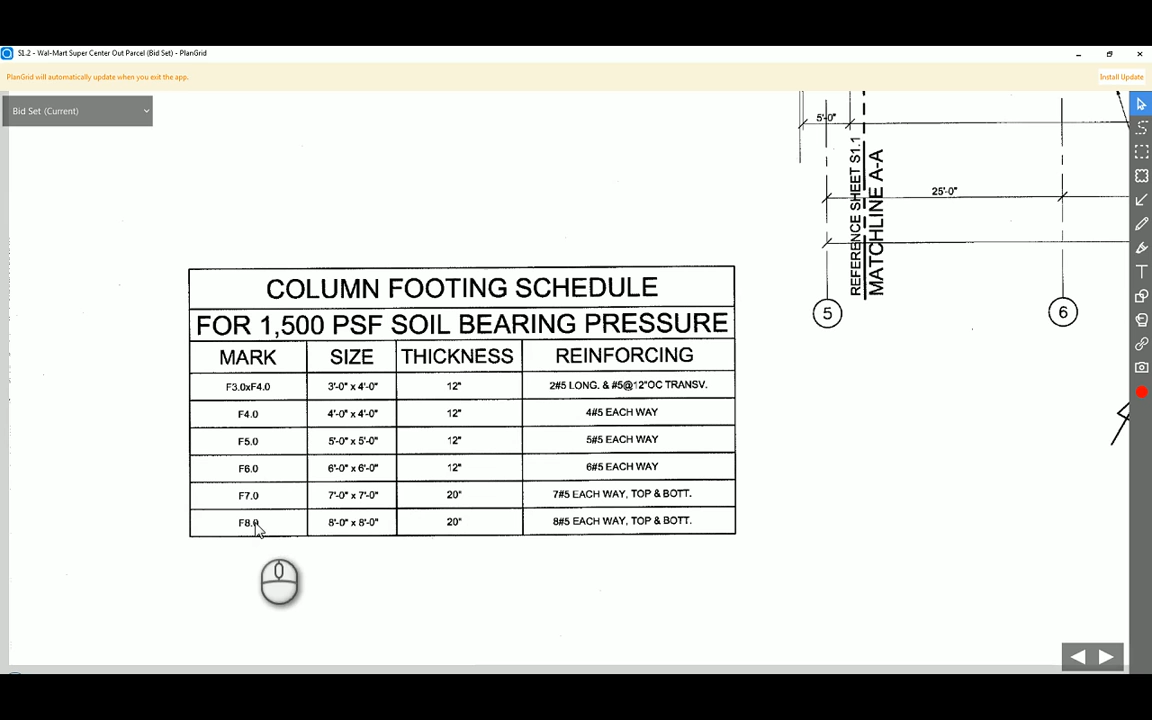 S1.2 - Wal-Mart Super Center Out Parcel (Bid Set) - PlanGrid
PlanGrid will automatically update when you exit the app.
Install Update
Bid Set (Current)
5'-0"
REFERENCE SHEET S1.1
MATCHLINE A-A
25'-0"
5
6
COLUMN FOOTING SCHEDULE
FOR 1,500 PSF SOIL BEARING PRESSURE
MARK SIZE THICKNESS REINFORCING
F3.0xF4.0 3'-0" x 4'-0" 12" 2#5 LONG. & #5@12"OC TRANSV.
F4.0 4'-0" x 4'-0" 12" 4#5 EACH WAY
F5.0 5'-0" x 5'-0" 12" 5#5 EACH WAY
F6.0 6'-0" x 6'-0" 12" 6#5 EACH WAY
F7.0 7'-0" x 7'-0" 20" 7#5 EACH WAY, TOP & BOTT.
F8.0 8'-0" x 8'-0" 20" 8#5 EACH WAY, TOP & BOTT.